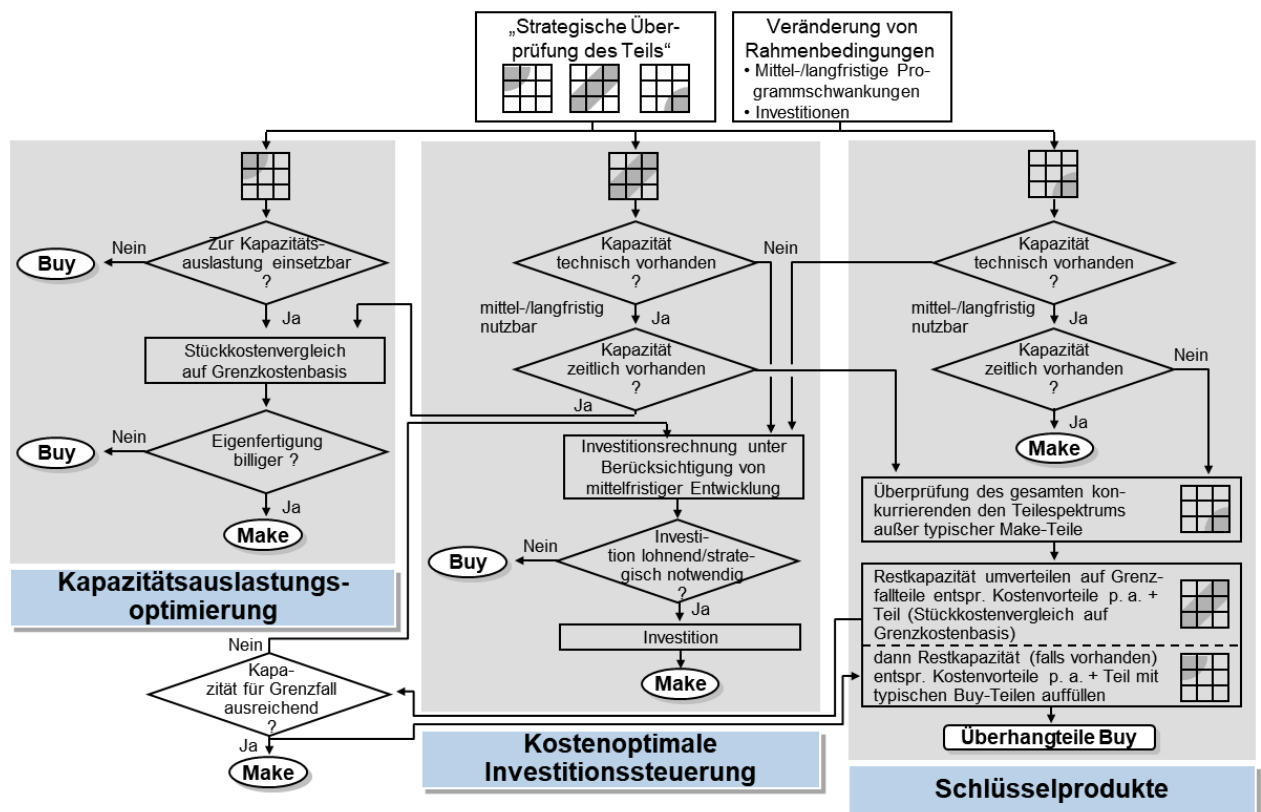 „Strategische Über-
prüfung des Teils“
Veränderung von
Rahmenbedingungen
• Mittel-/langfristige Pro-
grammschwankungen
• Investitionen
Zur Kapazitäts-
auslastung einsetzbar
?
Nein
Buy
Ja
Stückkostenvergleich
auf Grenzkostenbasis
Eigenfertigung
billiger ?
Nein
Buy
Ja
Make
Kapazitätsauslastungs-
optimierung
Nein
Kapa-
zität für Grenzfall
ausreichend
?
Ja
Make
Kapazität
technisch vorhanden
?
Nein
mittel-/langfristig
nutzbar
Ja
Kapazität
zeitlich vorhanden
?
Ja
Investitionsrechnung unter
Berücksichtigung von
mittelfristiger Entwicklung
Investi-
tion lohnend/strate-
gisch notwendig
?
Nein
Buy
Ja
Investition
Make
Kostenoptimale
Investitionssteuerung
Kapazität
technisch vorhanden
?
mittel-/langfristig
nutzbar
Ja
Kapazität
zeitlich vorhanden
?
Nein
Ja
Make
Überprüfung des gesamten kon-
kurrierenden den Teilespektrums
außer typischer Make-Teile
Restkapazität umverteilen auf Grenz-
fallteile entspr. Kostenvorteile p. a. +
Teil (Stückkostenvergleich auf
Grenzkostenbasis)
dann Restkapazität (falls vorhanden)
entspr. Kostenvorteile p. a. + Teil mit
typischen Buy-Teilen auffüllen
Überhangteile Buy
Schlüsselprodukte